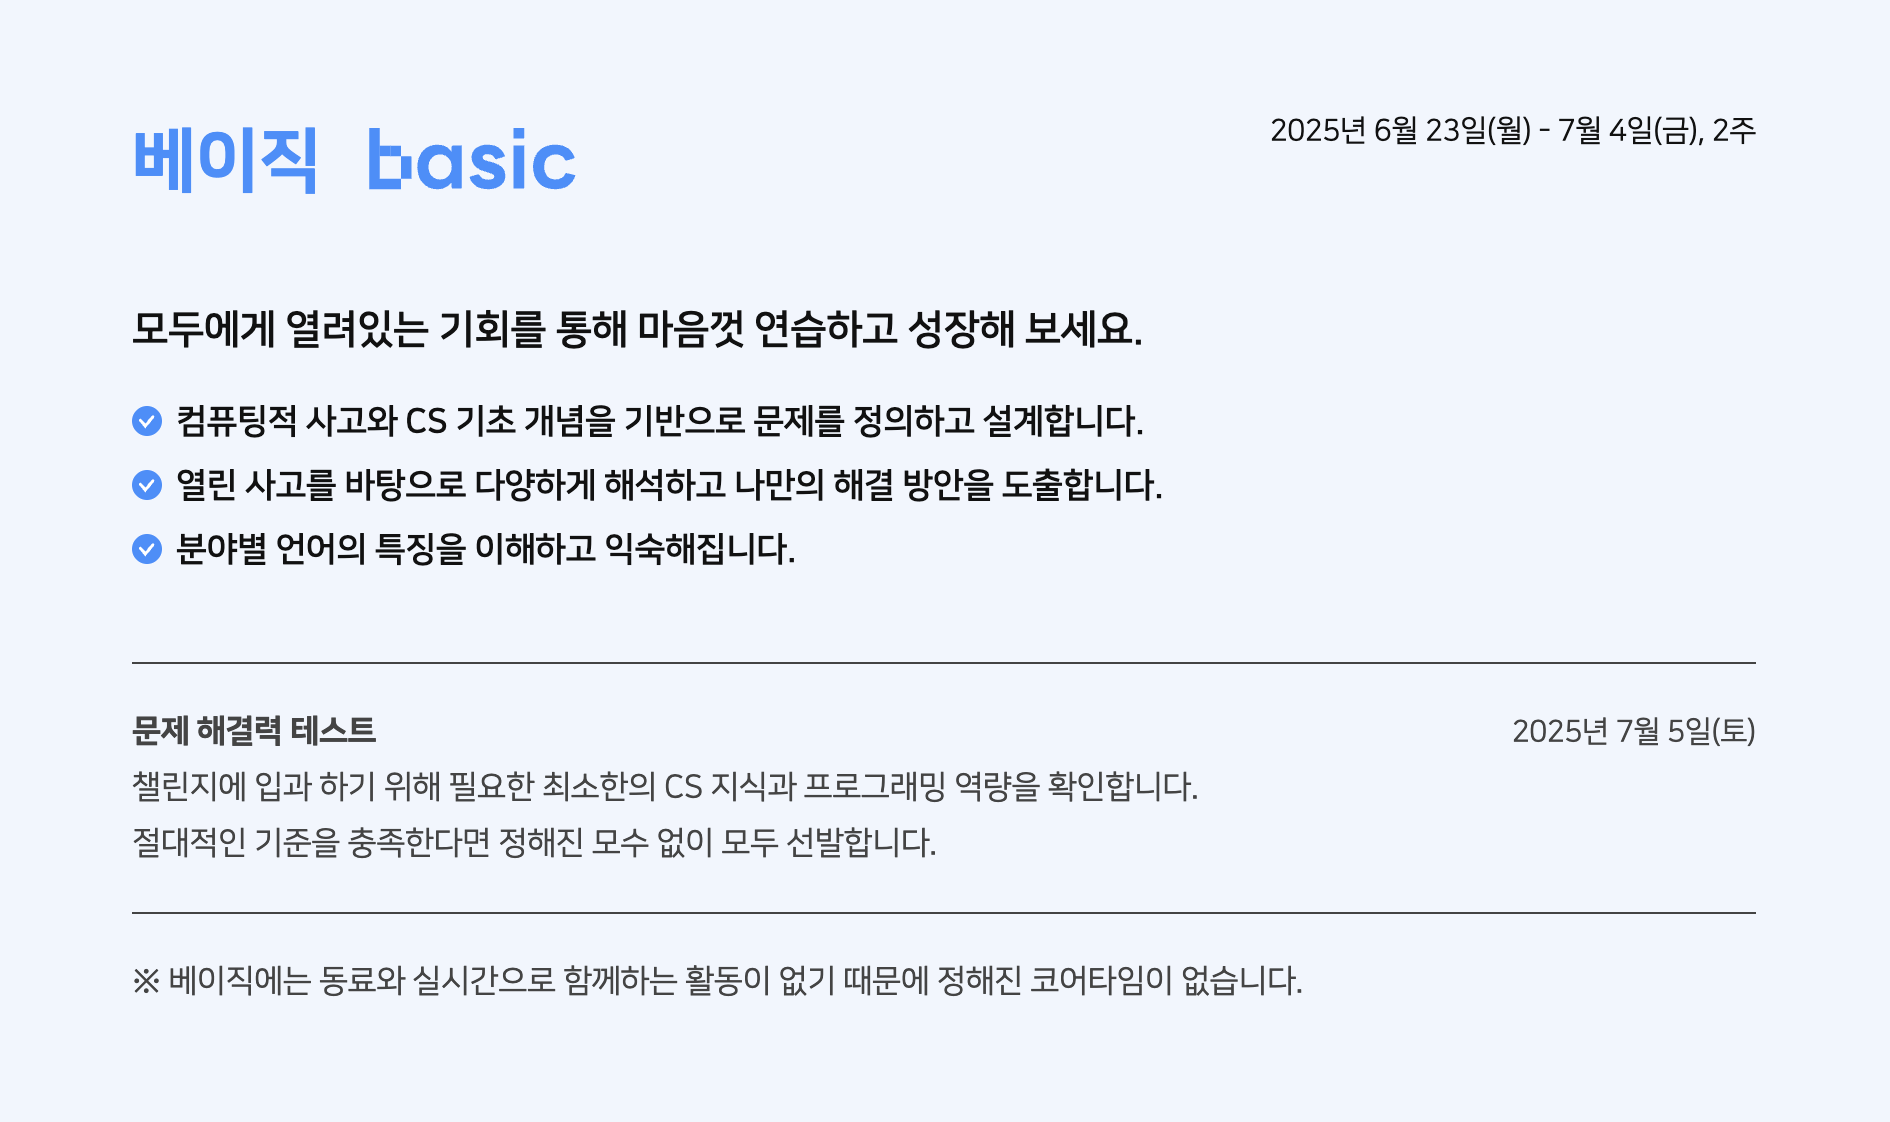 베이직 basic
2025년 6월 23일(월) - 7월 4일(금), 2주
모두에게 열려있는 기회를 통해 마음껏 연습하고 성장해 보세요.
컴퓨팅적 사고와 CS 기초 개념을 기반으로 문제를 정의하고 설계합니다.
열린 사고를 바탕으로 다양하게 해석하고 나만의 해결 방안을 도출합니다.
분야별 언어의 특징을 이해하고 익숙해집니다.
문제 해결력 테스트
2025년 7월 5일(토)
챌린지에 입과 하기 위해 필요한 최소한의 CS 지식과 프로그래밍 역량을 확인합니다.
절대적인 기준을 충족한다면 정해진 모수 없이 모두 선발합니다.
※ 베이직에는 동료와 실시간으로 함께하는 활동이 없기 때문에 정해진 코어타임이 없습니다.